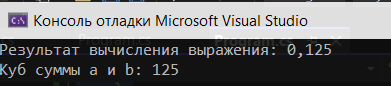 Консоль отладки Microsoft Visual Studio
Результат вычисления выражения: 0,125
Куб суммы a и b: 125